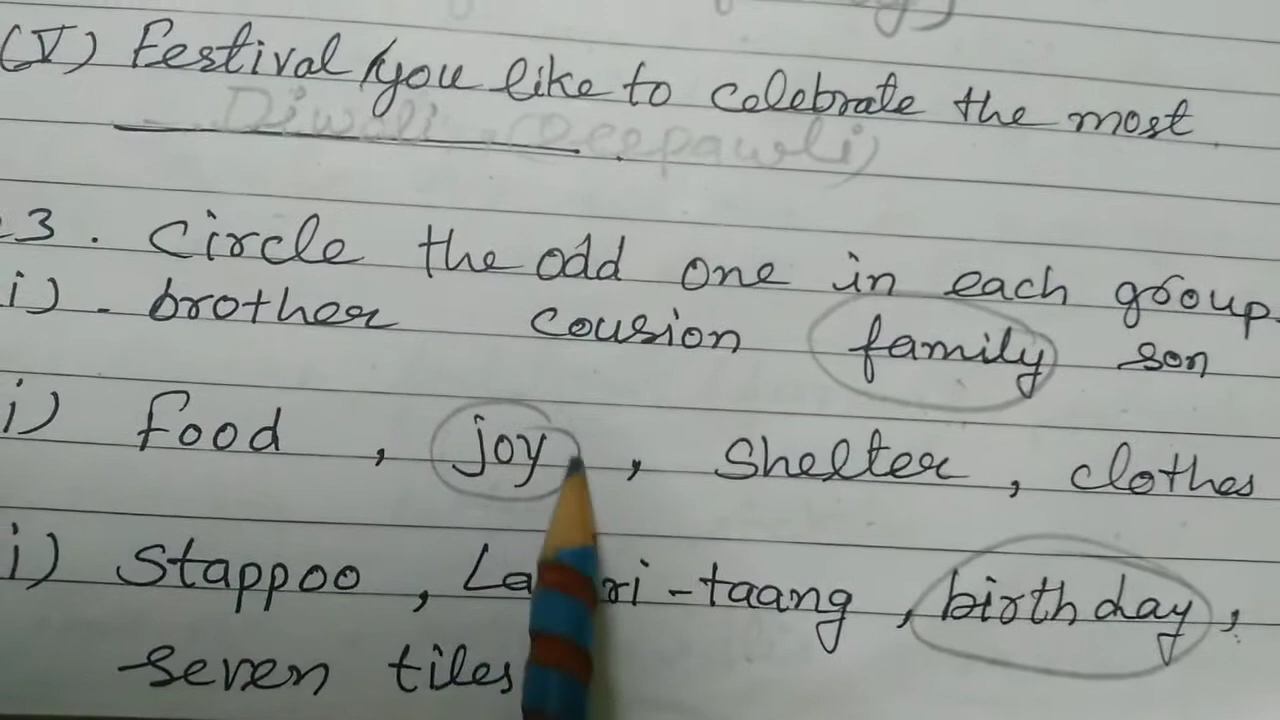 (V) Festival you like to celebrate the most
Diwali (Deepawli)
3. Circle the odd one in each group.
i) - brother cousion family son
i) food , joy , Shelter , clothes
i) Stappoo , -taang , birthday ,
seven tiles